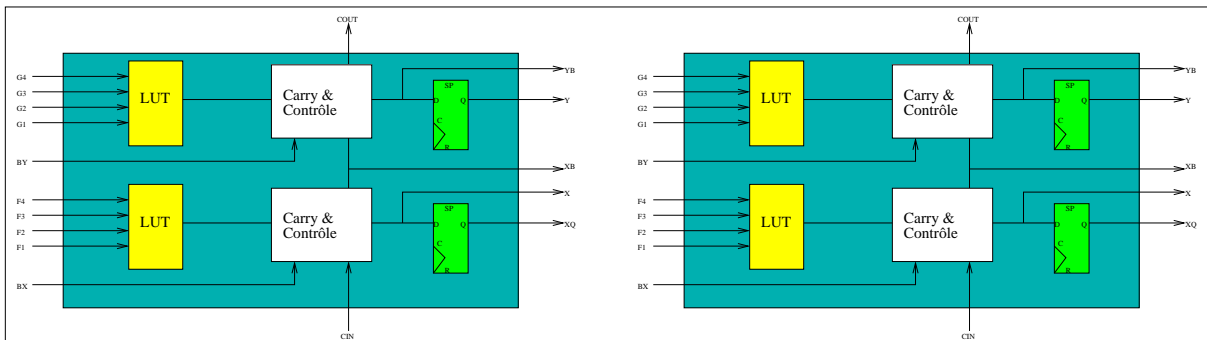 COUT
G4
G3
G2
G1
LUT
Carry &
Contrôle
SP
D
Q
C
R
YB
Y
BY
XB
F4
F3
F2
F1
LUT
Carry &
Contrôle
SP
D
Q
C
R
X
XQ
BX
CIN
COUT
G4
G3
G2
G1
LUT
Carry &
Contrôle
SP
D
Q
C
R
YB
Y
BY
XB
F4
F3
F2
F1
LUT
Carry &
Contrôle
SP
D
Q
C
R
X
XQ
BX
CIN